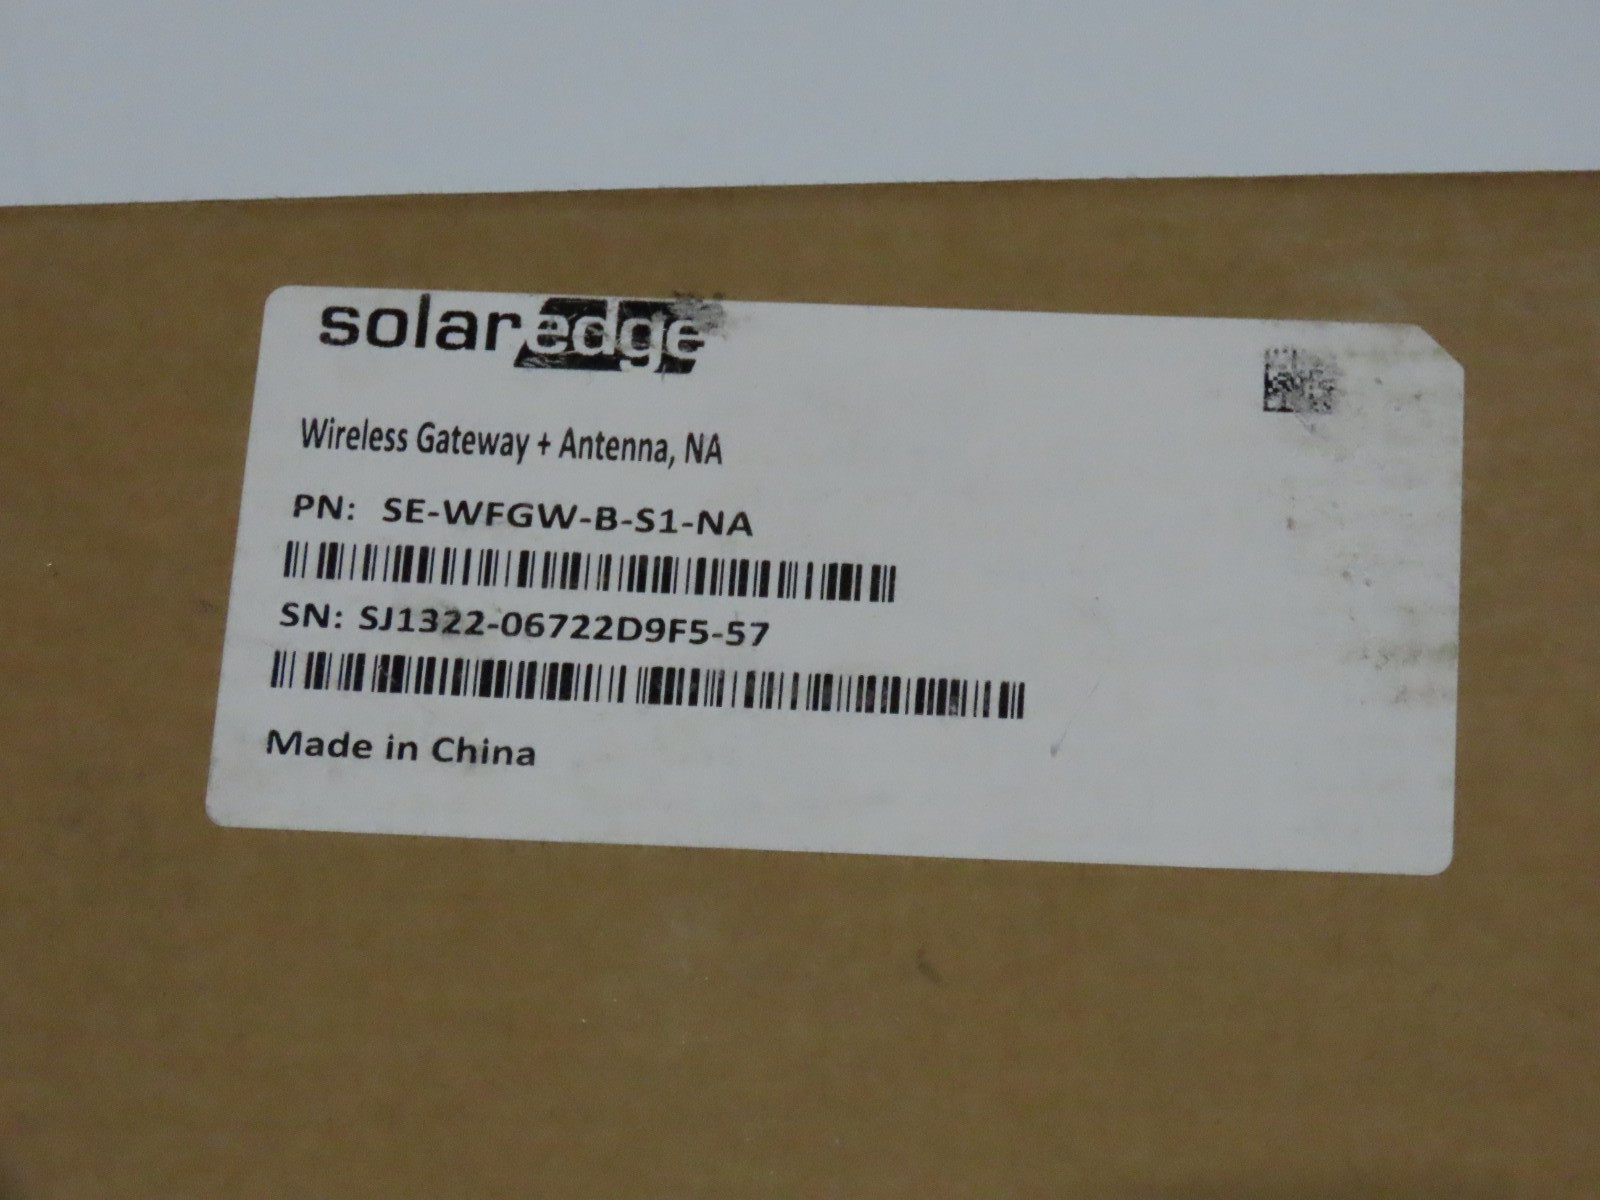 solaredge
Wireless Gateway + Antenna, NA
PN: SE-WFGW-B-S1-NA
SN: SJ1322-06722D9F5-57
Made in China